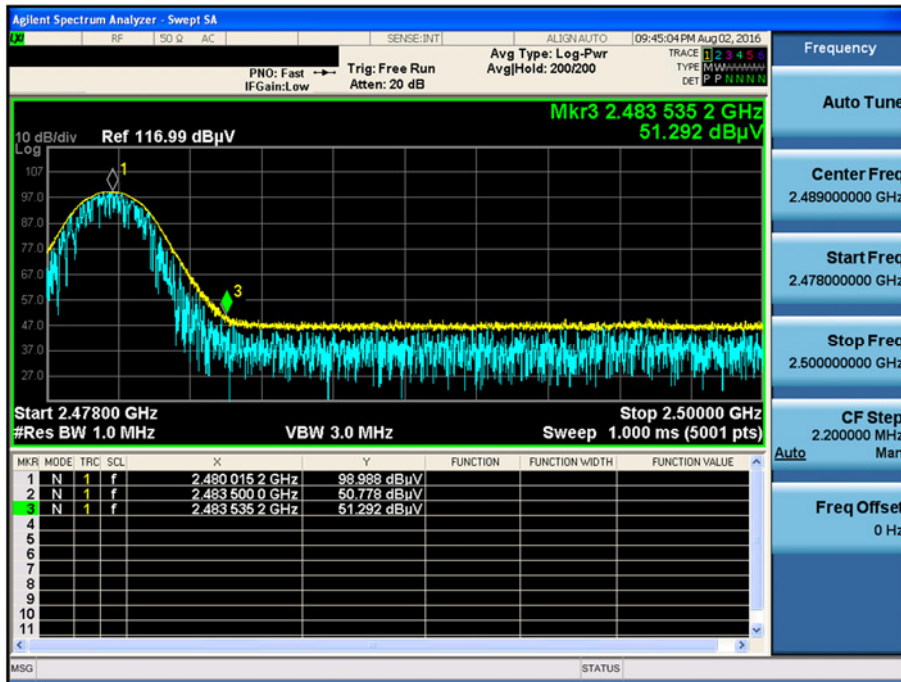 Agilent Spectrum Analyzer - Swept SA
LXI RF 50 Ω AC SENSE:INT ALIGN AUTO 09:45:04 PM Aug 02, 2016
PNO: Fast Trig: Free Run Avg Type: Log-Pwr TRACE 1 2 3 4 5 6
IFGain:Low Atten: 20 dB Avg|Hold: 200/200 TYPE M W W W W W
DET P P N N N N
Mkr3 2.483 535 2 GHz
51.292 dBµV
10 dB/div Ref 116.99 dBµV
Log
107
97.0
87.0
77.0
67.0
57.0
47.0
37.0
27.0
1
3
Start 2.47800 GHz Stop 2.50000 GHz
#Res BW 1.0 MHz VBW 3.0 MHz Sweep 1.000 ms (5001 pts)
MKR MODE TRC SCL X Y FUNCTION FUNCTION WIDTH FUNCTION VALUE
1 N 1 f 2.480 015 2 GHz 98.988 dBµV
2 N 1 f 2.483 500 0 GHz 50.778 dBµV
3 N 1 f 2.483 535 2 GHz 51.292 dBµV
4
5
6
7
8
9
10
11
MSG STATUS
Frequency
Auto Tune
Center Freq
2.489000000 GHz
Start Freq
2.478000000 GHz
Stop Freq
2.500000000 GHz
CF Step
2.200000 MHz
Auto Man
Freq Offset
0 Hz